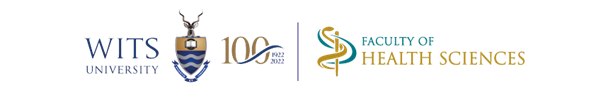 WITS
UNIVERSITY
100
1922
2022
FACULTY OF
HEALTH SCIENCES